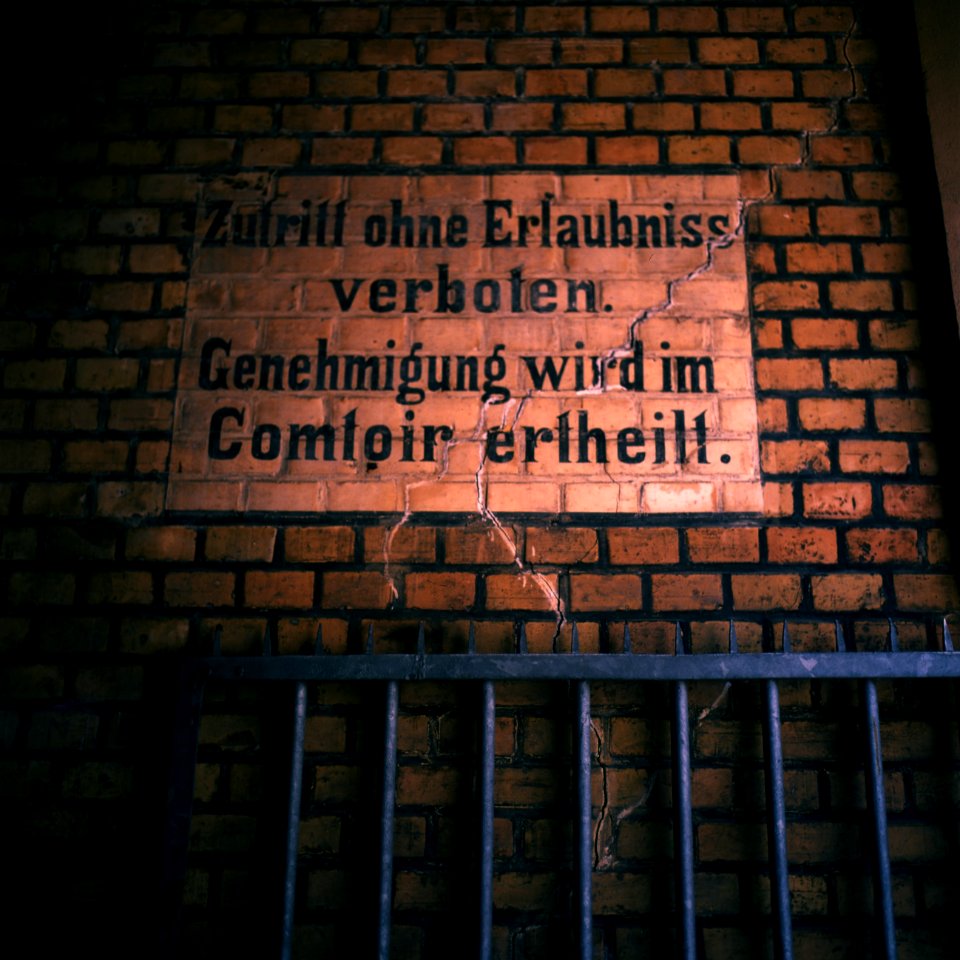 Zutritt ohne Erlaubniss
verboten.
Genehmigung wird im
Comtoir ertheilt.